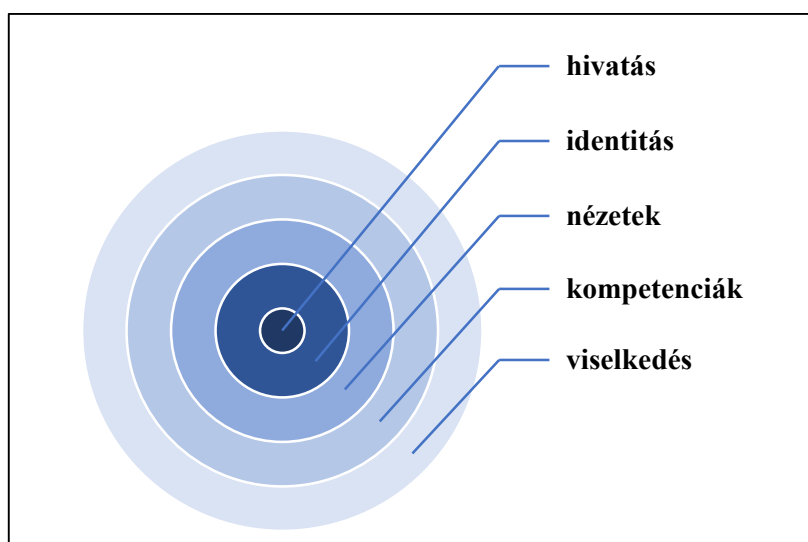 hivatás
identitás
nézetek
kompetenciák
viselkedés